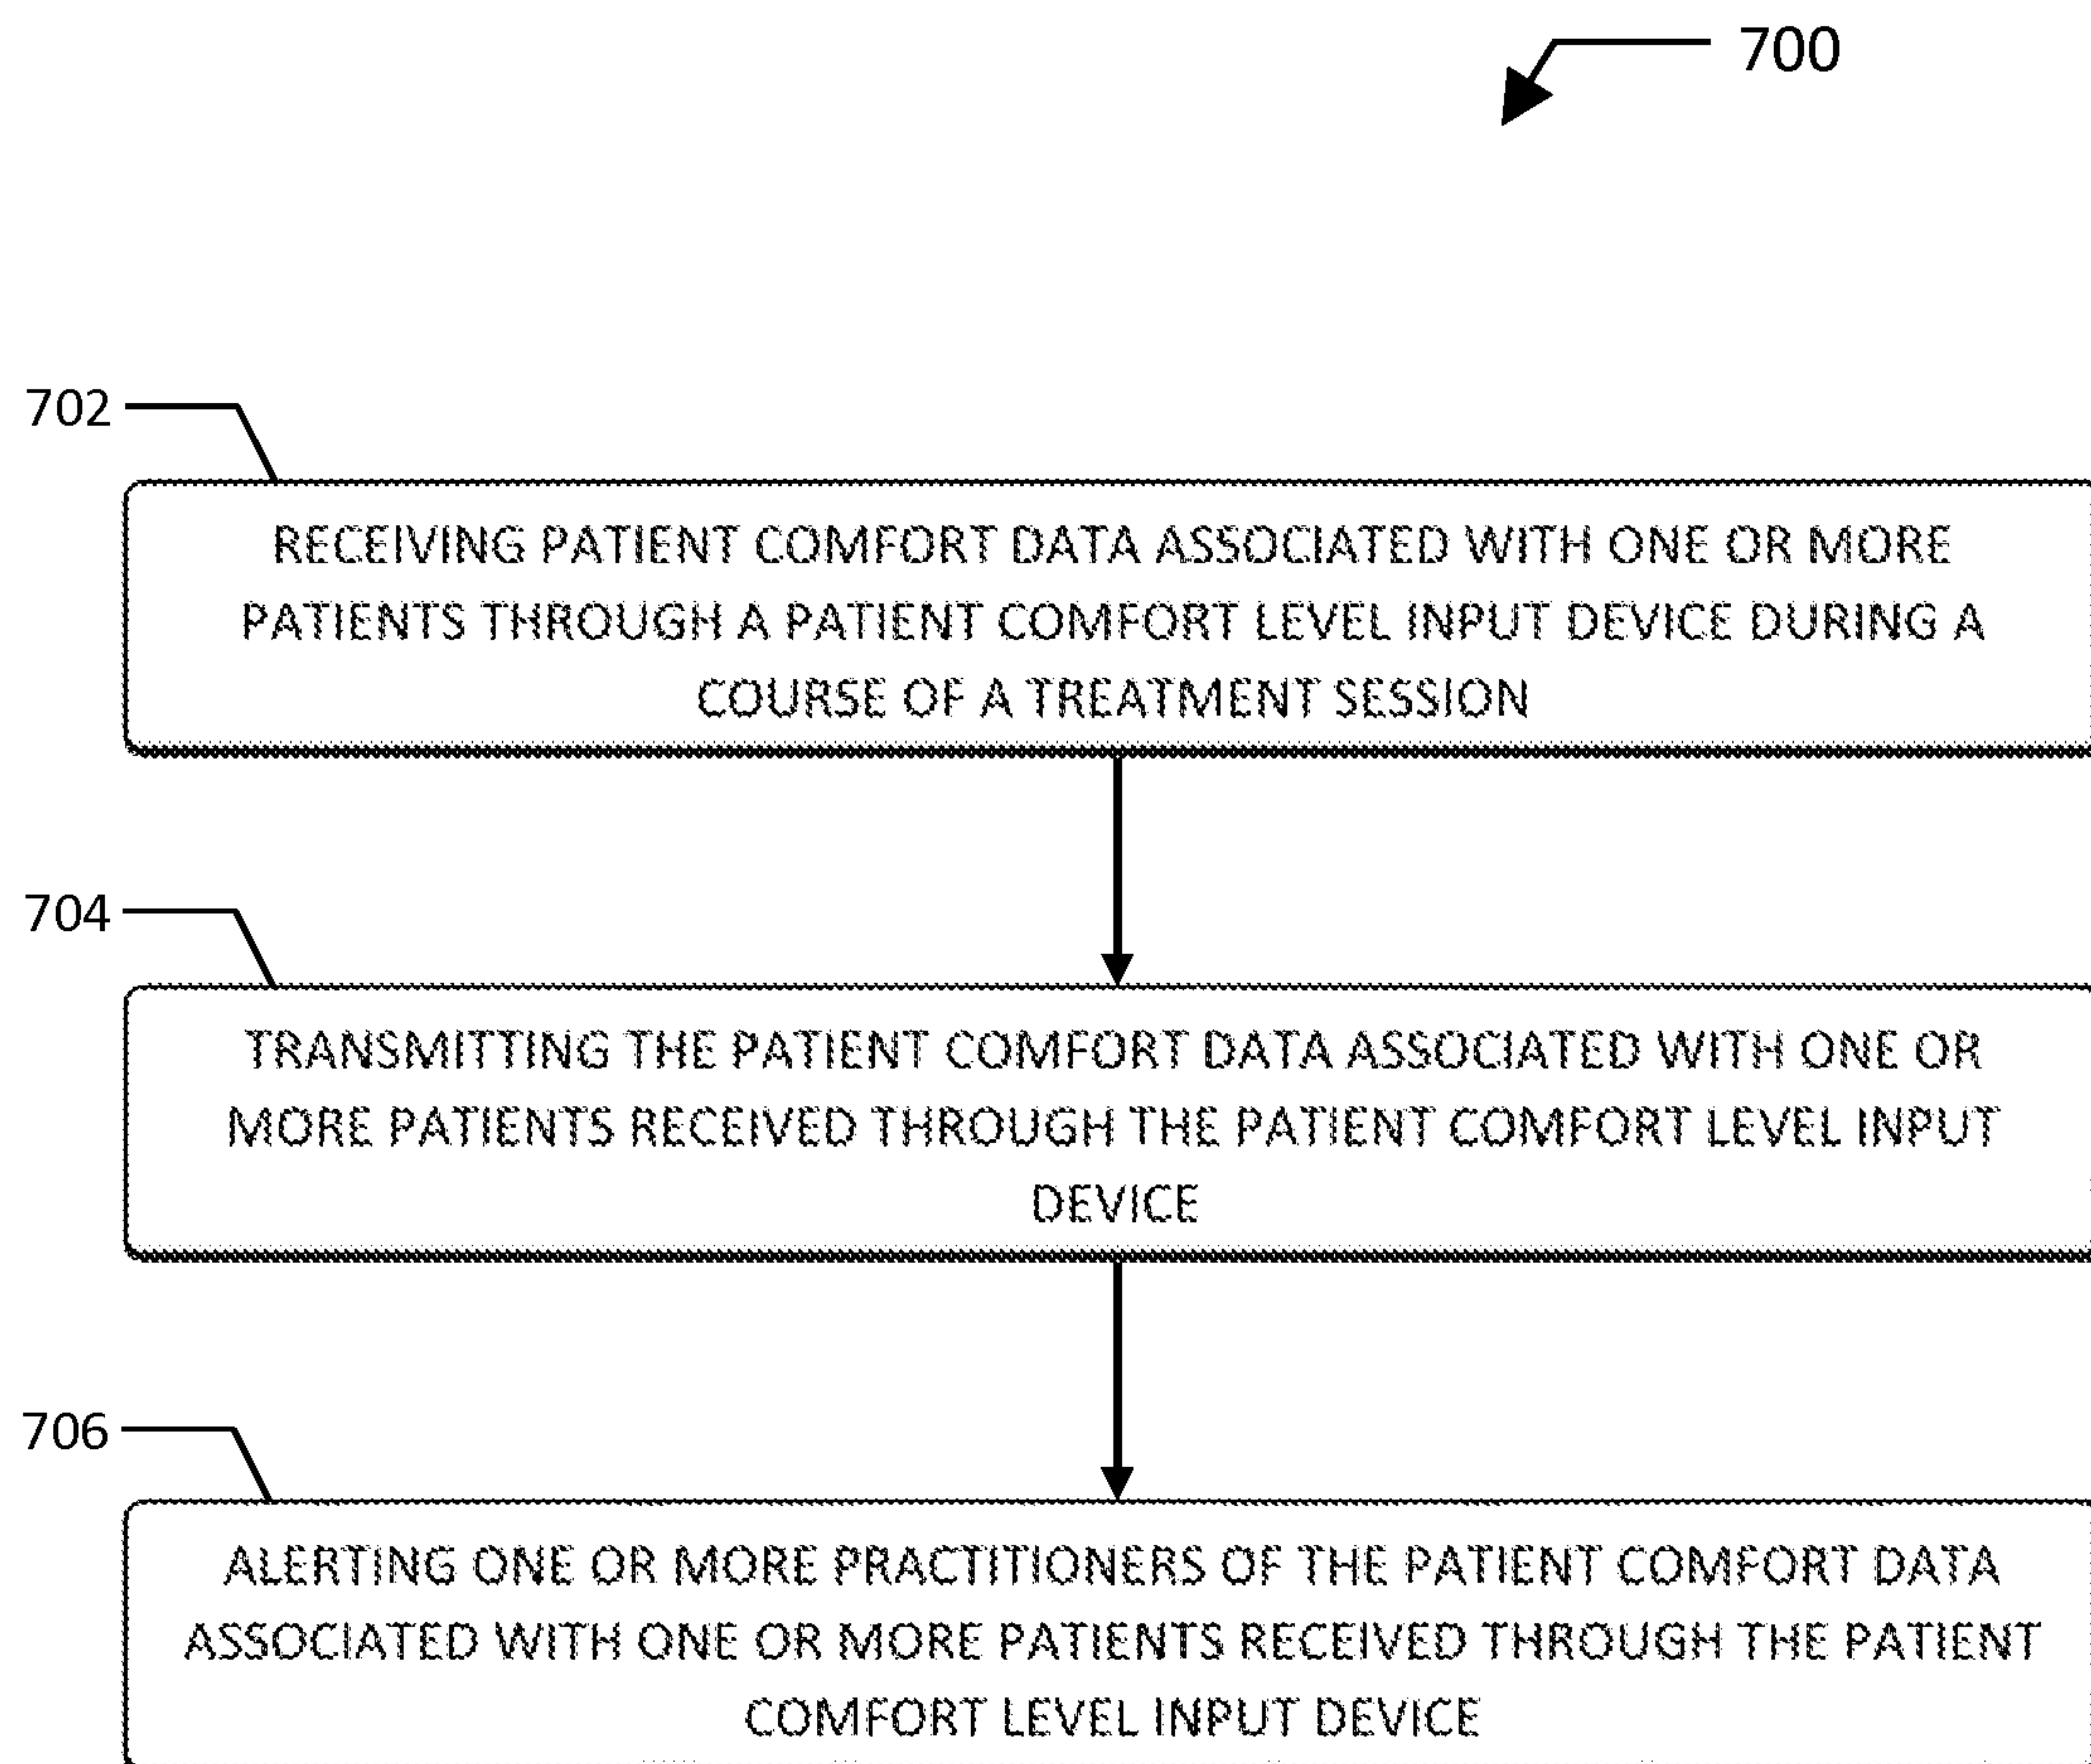 700
702
RECEIVING PATIENT COMFORT DATA ASSOCIATED WITH ONE OR MORE
PATIENTS THROUGH A PATIENT COMFORT LEVEL INPUT DEVICE DURING A
COURSE OF A TREATMENT SESSION
704
TRANSMITTING THE PATIENT COMFORT DATA ASSOCIATED WITH ONE OR
MORE PATIENTS RECEIVED THROUGH THE PATIENT COMFORT LEVEL INPUT
DEVICE
706
ALERTING ONE OR MORE PRACTITIONERS OF THE PATIENT COMFORT DATA
ASSOCIATED WITH ONE OR MORE PATIENTS RECEIVED THROUGH THE PATIENT
COMFORT LEVEL INPUT DEVICE